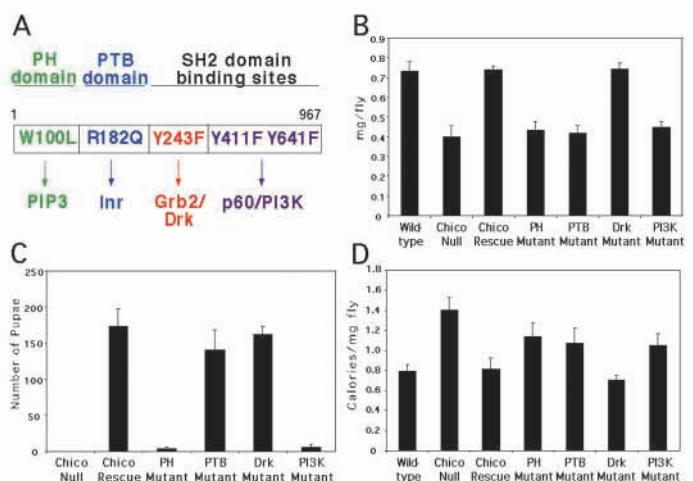 A
PH domain
PTB domain
SH2 domain binding sites
1 967
W100L R182Q Y243F Y411F Y641F
PIP3 Inr Grb2/Drk p60/PI3K
B
mg/fly
0.9
0.8
0.7
0.6
0.5
0.4
0.3
0.2
0.1
0
Wild type
Chico Null
Chico Rescue
PH Mutant
PTB Mutant
Drk Mutant
PI3K Mutant
C
Number of Pupae
250
200
150
100
50
0
Chico Null
Chico Rescue
PH Mutant
PTB Mutant
Drk Mutant
PI3K Mutant
D
Calories/mg fly
1.8
1.6
1.4
1.2
1.0
0.8
0.6
0.4
0.2
0
Wild type
Chico Null
Chico Rescue
PH Mutant
PTB Mutant
Drk Mutant
PI3K Mutant